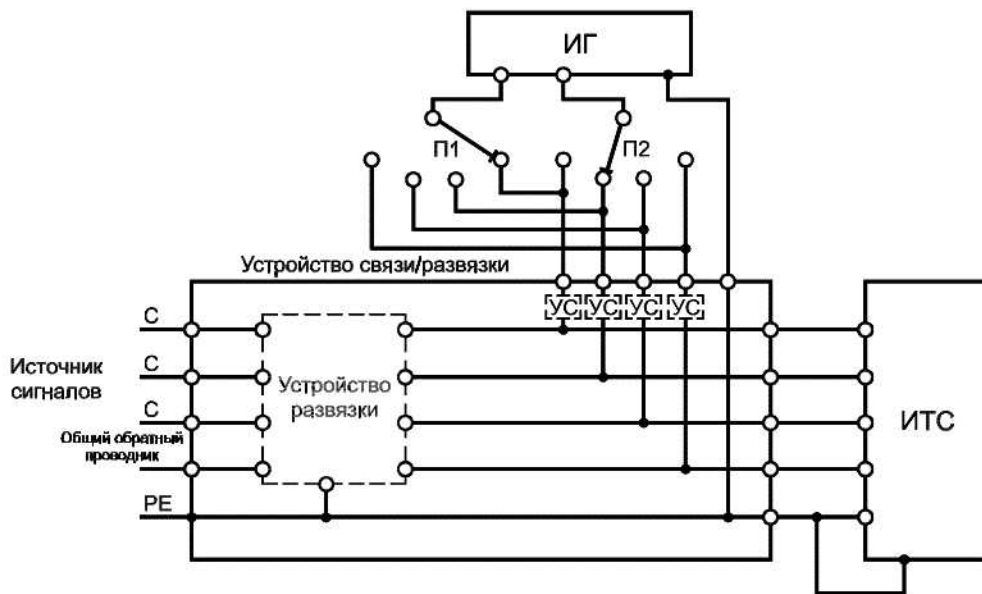 ИГ
П1
П2
Устройство связи/развязки
УС УС УС УС
С
Источник
сигналов
С
Устройство
развязки
С
ИТС
Общий обратный
проводник
PE